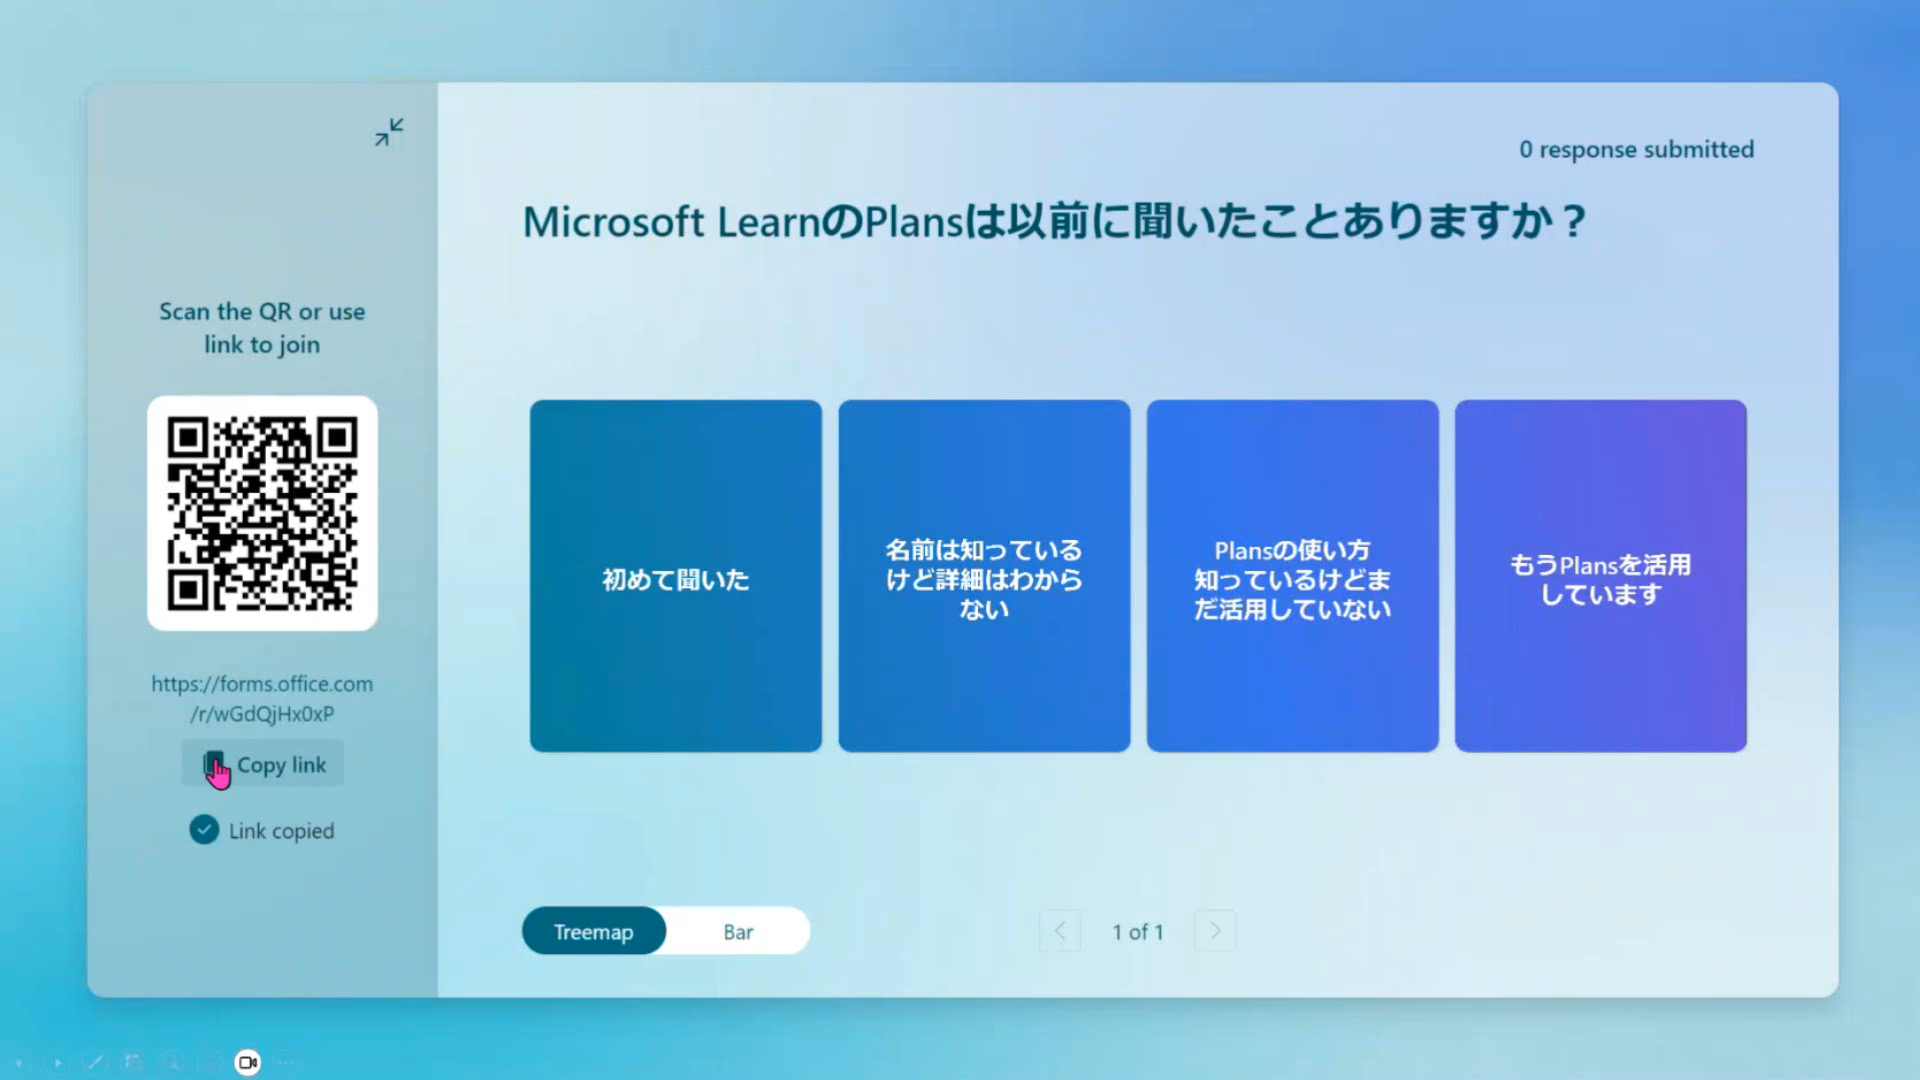 Scan the QR or use
link to join
https://forms.office.com
/r/wGdQjHx0xP
Copy link
Link copied
0 response submitted
Microsoft LearnのPlansは以前に聞いたことありますか？
初めて聞いた
名前は知っている
けど詳細はわから
ない
Plansの使い方
知っているけどま
だ活用していない
もうPlansを活用
しています
Treemap
Bar
1 of 1